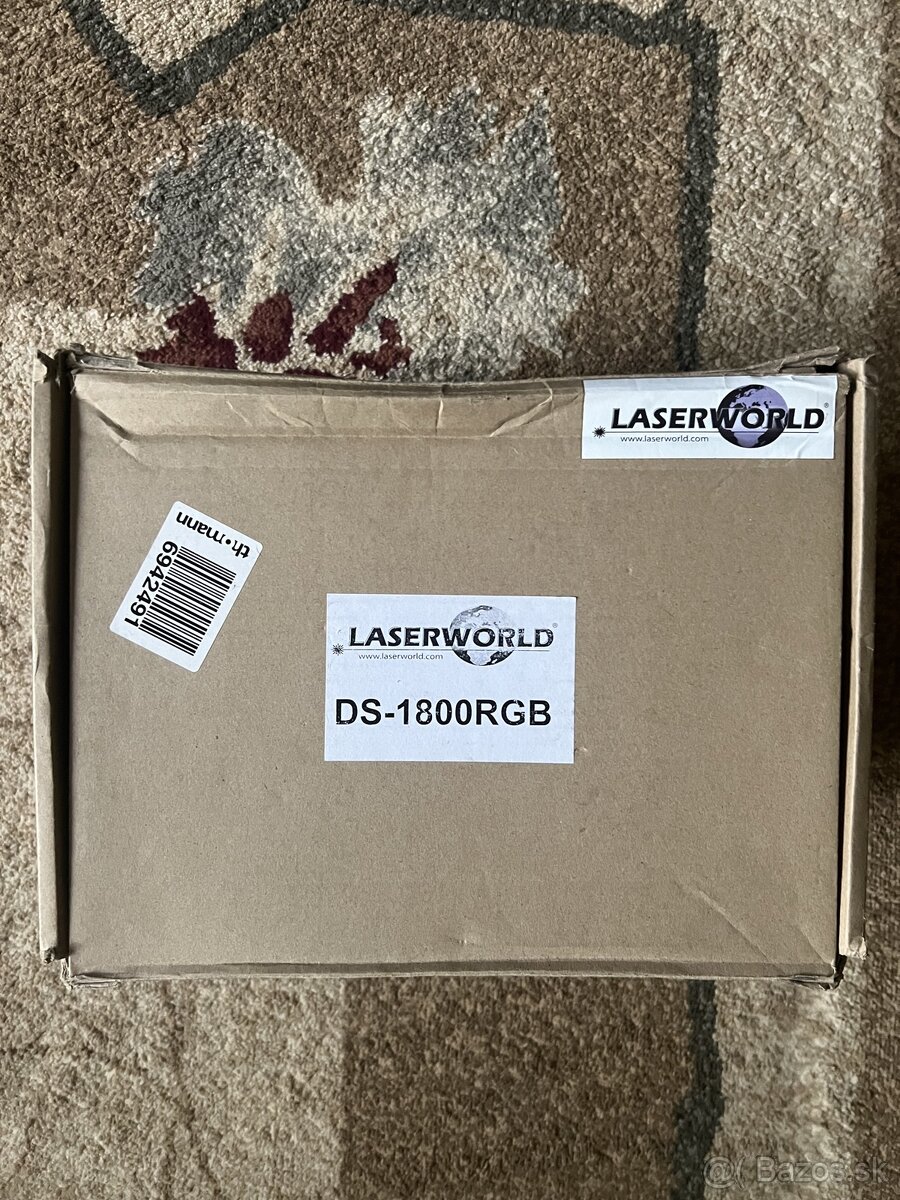 LASERWORLD®
www.laserworld.com
th•mann
6942491
LASERWORLD®
www.laserworld.com
DS-1800RGB
@( Bazos.sk